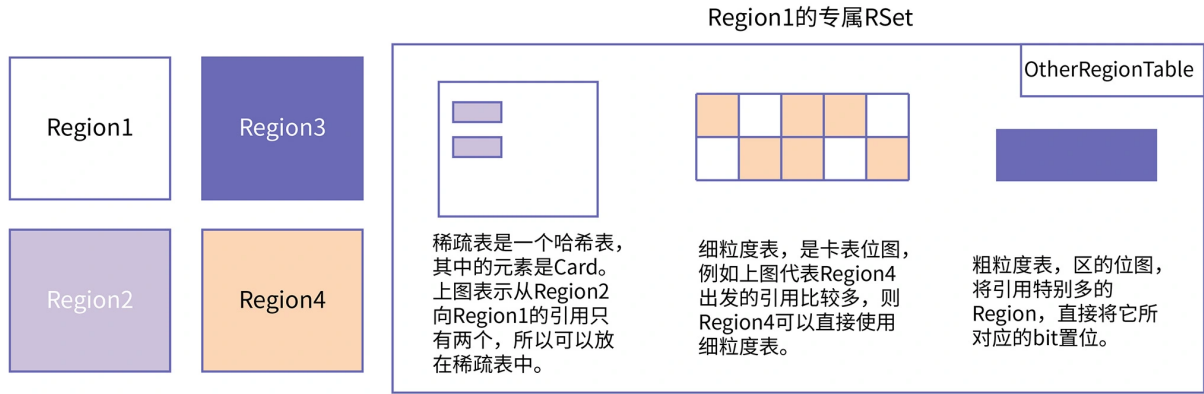 Region1的专属RSet
OtherRegionTable
Region1
Region3
Region2
Region4
稀疏表是一个哈希表，
其中的元素是Card。
上图表示从Region2
向Region1的引用只
有两个，所以可以放
在稀疏表中。
细粒度表，是卡表位图，
例如上图代表Region4
出发的引用比较多，则
Region4可以直接使用
细粒度表。
粗粒度表，区的位图，
将引用特别多的
Region，直接将它所
对应的bit置位。